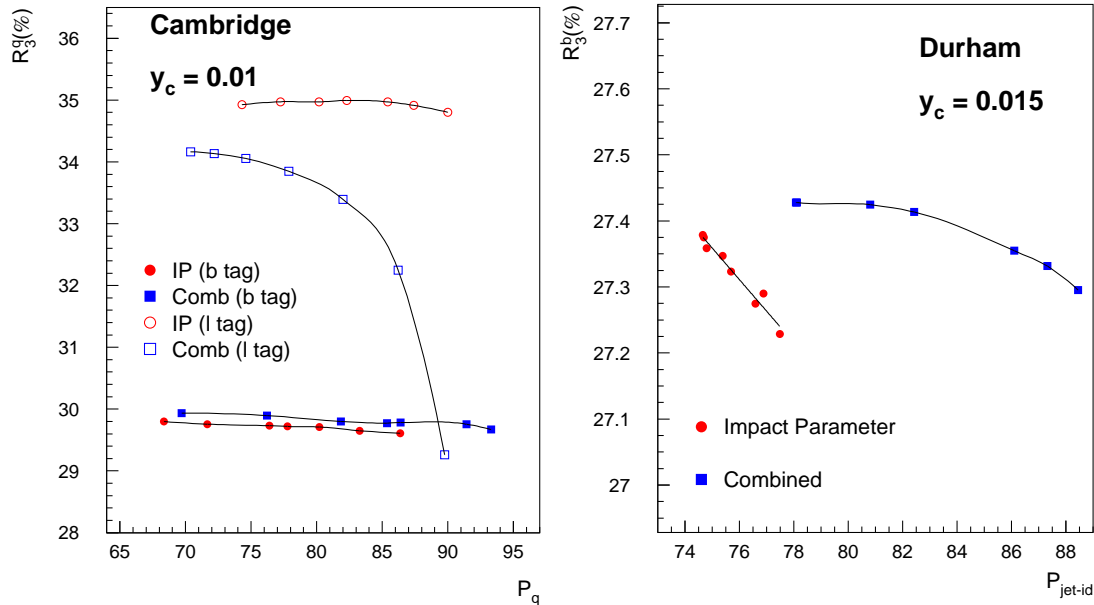 R₃^q(%)
Cambridge
y_c = 0.01
36
35
34
33
32
31
30
29
28
IP (b tag)
Comb (b tag)
IP (l tag)
Comb (l tag)
65 70 75 80 85 90 95
P_q
R₃^b(%)
Durham
y_c = 0.015
27.7
27.6
27.5
27.4
27.3
27.2
27.1
27
Impact Parameter
Combined
74 76 78 80 82 84 86 88
P_jet-id